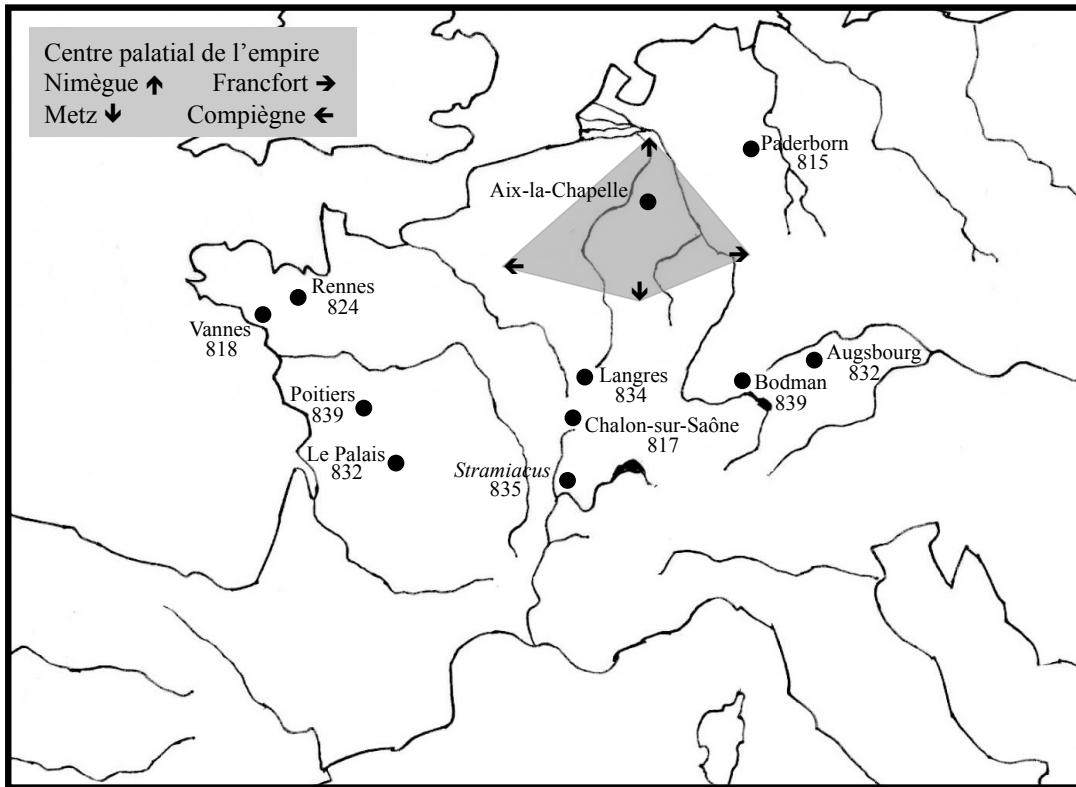 Centre palatial de l’empire
Nimègue ↑ Francfort →
Metz ↓ Compiègne ←
Paderborn
815
Aix-la-Chapelle
Rennes
824
Vannes
818
Augsbourg
832
Langres
834
Bodman
839
Poitiers
839
Chalon-sur-Saône
817
Le Palais
832
Stramiacus
835